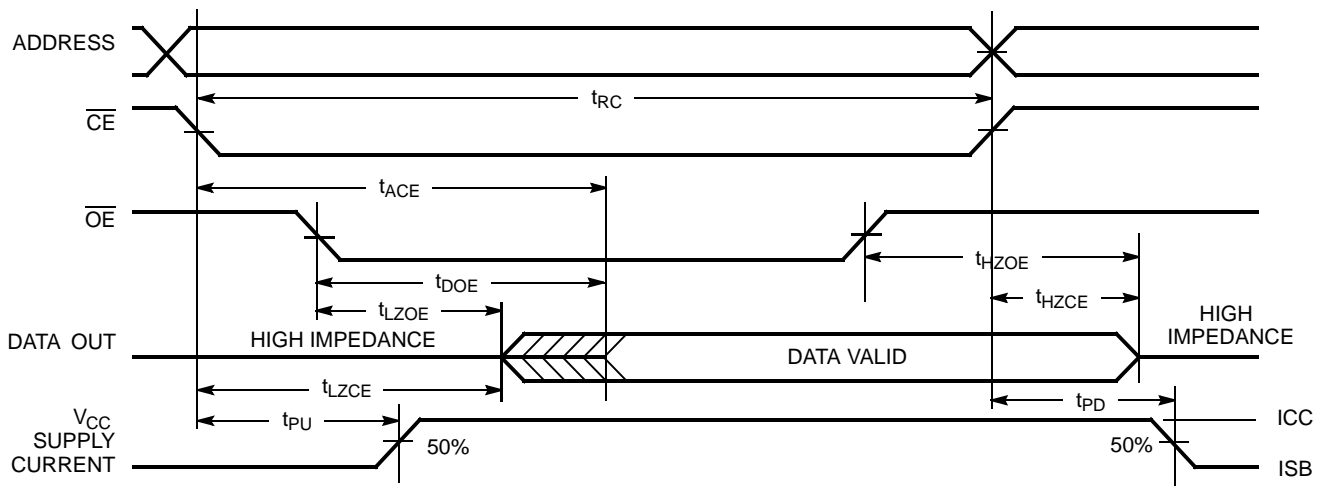 ADDRESS
tRC
CE
tACE
OE
tHZOE
tDOE
tLZOE
tHZCE
HIGH
IMPEDANCE
DATA OUT
HIGH IMPEDANCE
DATA VALID
tLZCE
tPD
VCC
SUPPLY
CURRENT
tPU
50%
50%
ICC
ISB